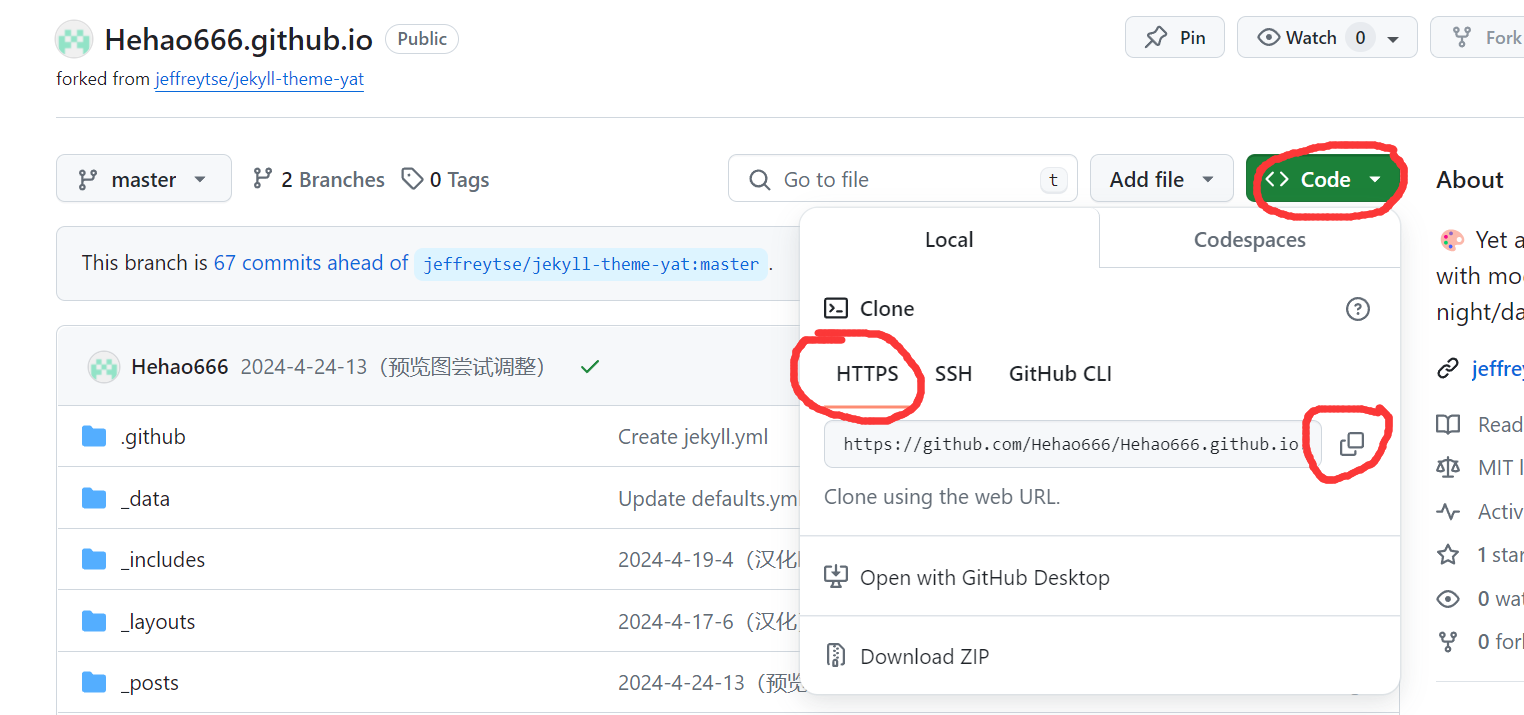 Hehao666.github.io Public Pin Watch 0 Fork
forked from jeffreytse/jekyll-theme-yat
master 2 Branches 0 Tags Go to file t Add file Code About
Local Codespaces
This branch is 67 commits ahead of jeffreytse/jekyll-theme-yat:master.
Clone
Hehao666 2024-4-24-13（预览图尝试调整）
HTTPS SSH GitHub CLI
.github Create jekyll.yml
https://github.com/Hehao666/Hehao666.github.io
_data Update defaults.yml
Clone using the web URL.
_includes 2024-4-19-4（汉化
Open with GitHub Desktop
_layouts 2024-4-17-6（汉化
Download ZIP
_posts 2024-4-24-13（预览
Yet a
with mo
night/da
jeffrey
Read
MIT l
Activ
1 star
0 wat
0 fork